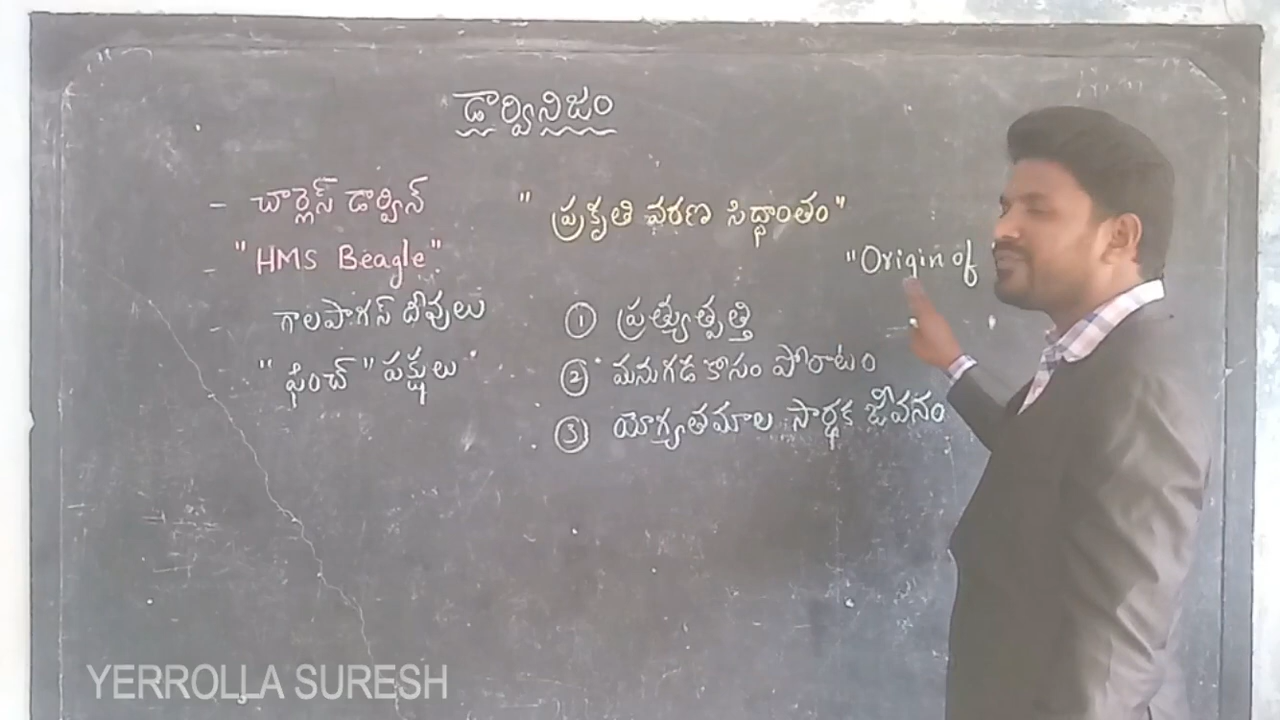 డార్వినిజం
- చార్లెస్ డార్విన్
- "HMS Beagle"
- గాలపాగస్ దీవులు
"ఫించ్" పక్షులు
"ప్రకృతి వరణ సిద్ధాంతం"
"Origin of
① ప్రత్యుత్పత్తి
② మనుగడ కోసం పోరాటం
③ యోగ్యతమాల సార్థక జీవనం
YERROLLA SURESH